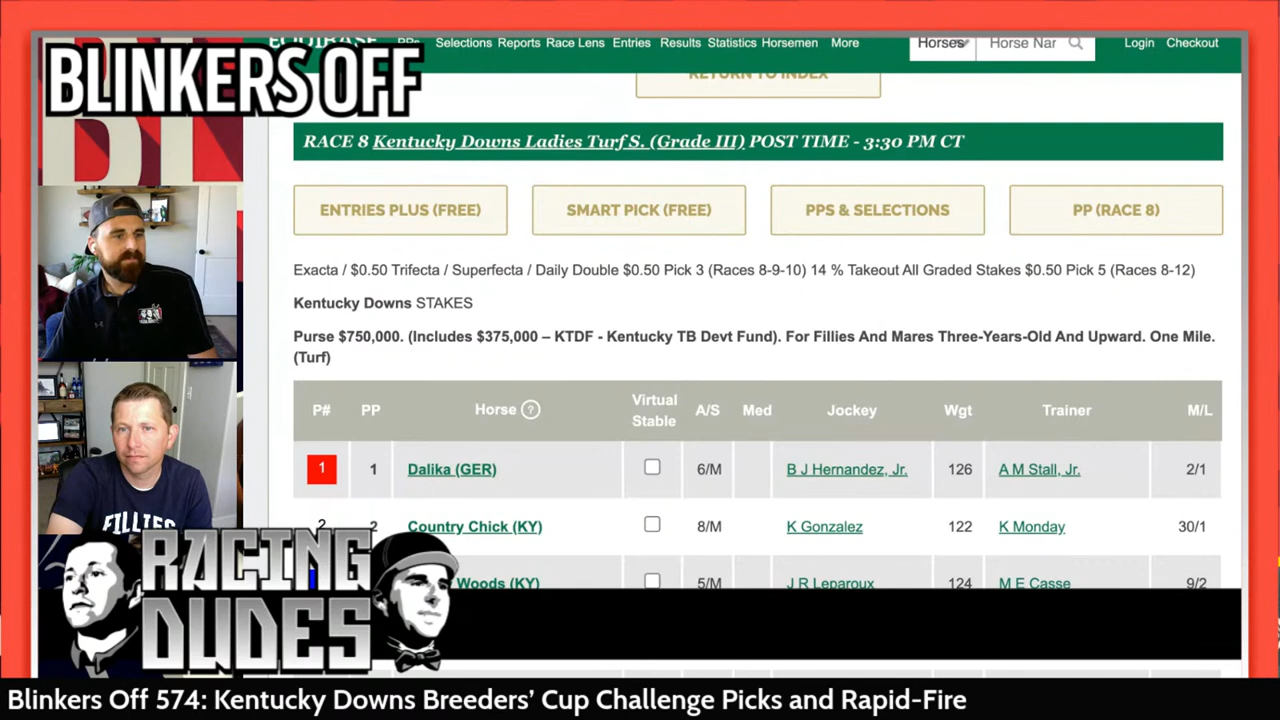 EQUIBASE PPs Selections Reports Race Lens Entries Results Statistics Horsemen More Horses Horse Nar Login Checkout
BLINKERS OFF
RETURN TO INDEX
RACE 8 Kentucky Downs Ladies Turf S. (Grade III) POST TIME - 3:30 PM CT
ENTRIES PLUS (FREE) SMART PICK (FREE) PPS & SELECTIONS PP (RACE 8)
Exacta / $0.50 Trifecta / Superfecta / Daily Double $0.50 Pick 3 (Races 8-9-10) 14 % Takeout All Graded Stakes $0.50 Pick 5 (Races 8-12)
Kentucky Downs STAKES
Purse $750,000. (Includes $375,000 – KTDF - Kentucky TB Devt Fund). For Fillies And Mares Three-Years-Old And Upward. One Mile.
(Turf)
P# PP Horse ? Virtual Stable A/S Med Jockey Wgt Trainer M/L
1 1 Dalika (GER) 6/M B J Hernandez, Jr. 126 A M Stall, Jr. 2/1
2 2 Country Chick (KY) 8/M K Gonzalez 122 K Monday 30/1
Woods (KY) 5/M J R Leparoux 124 M E Casse 9/2
FILLIES
RACING
DUDES
Blinkers Off 574: Kentucky Downs Breeders’ Cup Challenge Picks and Rapid-Fire